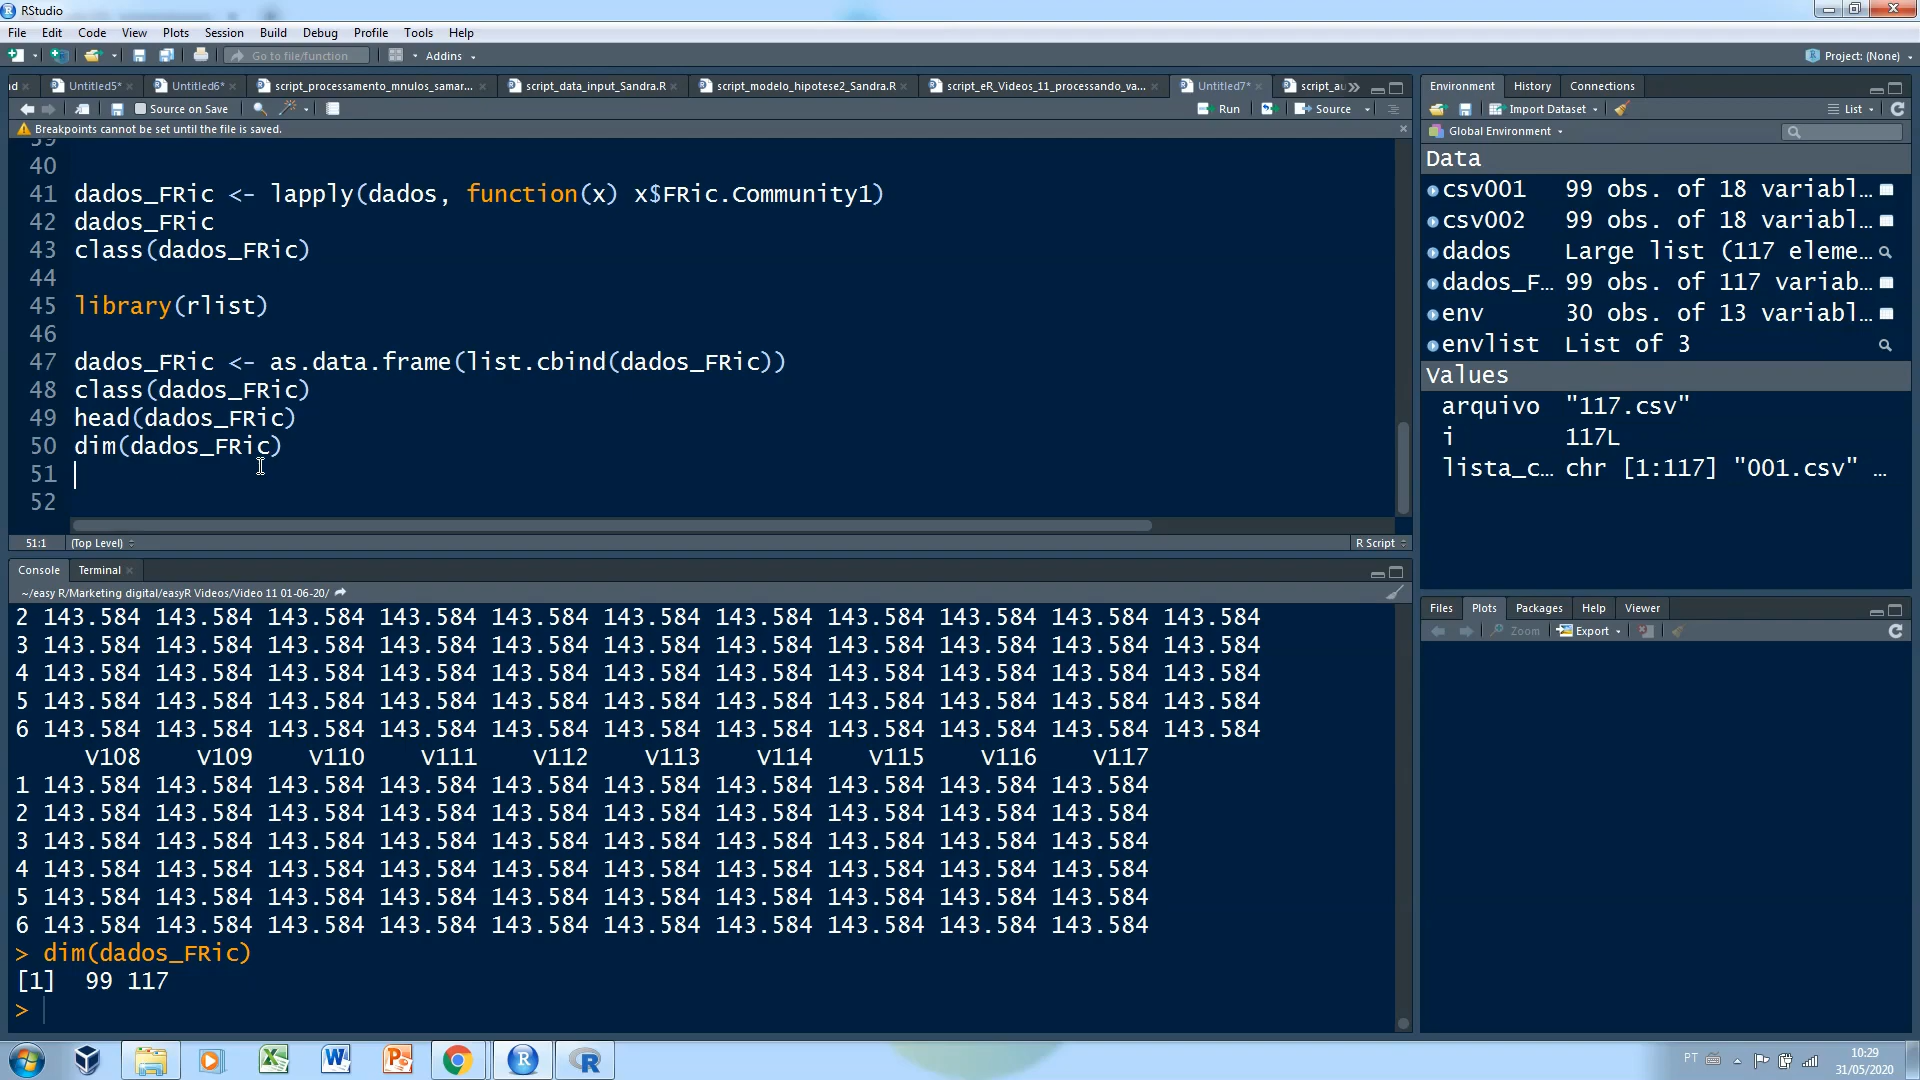 RStudio
File Edit Code View Plots Session Build Debug Profile Tools Help
Go to file/function Addins Project: (None)
nd Untitled5* Untitled6* script_processamento_mnulos_samar... script_data_input_Sandra.R script_modelo_hipotese2_Sandra.R script_eR_Videos_11_processando_va... Untitled7* script_au
Source on Save Run Source
Breakpoints cannot be set until the file is saved.
39
40
41 dados_FRic <- lapply(dados, function(x) x$FRic.Community1)
42 dados_FRic
43 class(dados_FRic)
44
45 library(rlist)
46
47 dados_FRic <- as.data.frame(list.cbind(dados_FRic))
48 class(dados_FRic)
49 head(dados_FRic)
50 dim(dados_FRic)
51
52
51:1 (Top Level) R Script
Console Terminal
~/easy R/Marketing digital/easyR Videos/Video 11 01-06-20/
2 143.584 143.584 143.584 143.584 143.584 143.584 143.584 143.584 143.584 143.584 143.584
3 143.584 143.584 143.584 143.584 143.584 143.584 143.584 143.584 143.584 143.584 143.584
4 143.584 143.584 143.584 143.584 143.584 143.584 143.584 143.584 143.584 143.584 143.584
5 143.584 143.584 143.584 143.584 143.584 143.584 143.584 143.584 143.584 143.584 143.584
6 143.584 143.584 143.584 143.584 143.584 143.584 143.584 143.584 143.584 143.584 143.584
V108 V109 V110 V111 V112 V113 V114 V115 V116 V117
1 143.584 143.584 143.584 143.584 143.584 143.584 143.584 143.584 143.584 143.584
2 143.584 143.584 143.584 143.584 143.584 143.584 143.584 143.584 143.584 143.584
3 143.584 143.584 143.584 143.584 143.584 143.584 143.584 143.584 143.584 143.584
4 143.584 143.584 143.584 143.584 143.584 143.584 143.584 143.584 143.584 143.584
5 143.584 143.584 143.584 143.584 143.584 143.584 143.584 143.584 143.584 143.584
6 143.584 143.584 143.584 143.584 143.584 143.584 143.584 143.584 143.584 143.584
> dim(dados_FRic)
[1] 99 117
>
Environment History Connections
Import Dataset List
Global Environment
Data
csv001 99 obs. of 18 variabl...
csv002 99 obs. of 18 variabl...
dados Large list (117 eleme...
dados_F... 99 obs. of 117 variab...
env 30 obs. of 13 variabl...
envlist List of 3
Values
arquivo "117.csv"
i 117L
lista_c... chr [1:117] "001.csv" ...
Files Plots Packages Help Viewer
Zoom Export
PT 10:29
31/05/2020